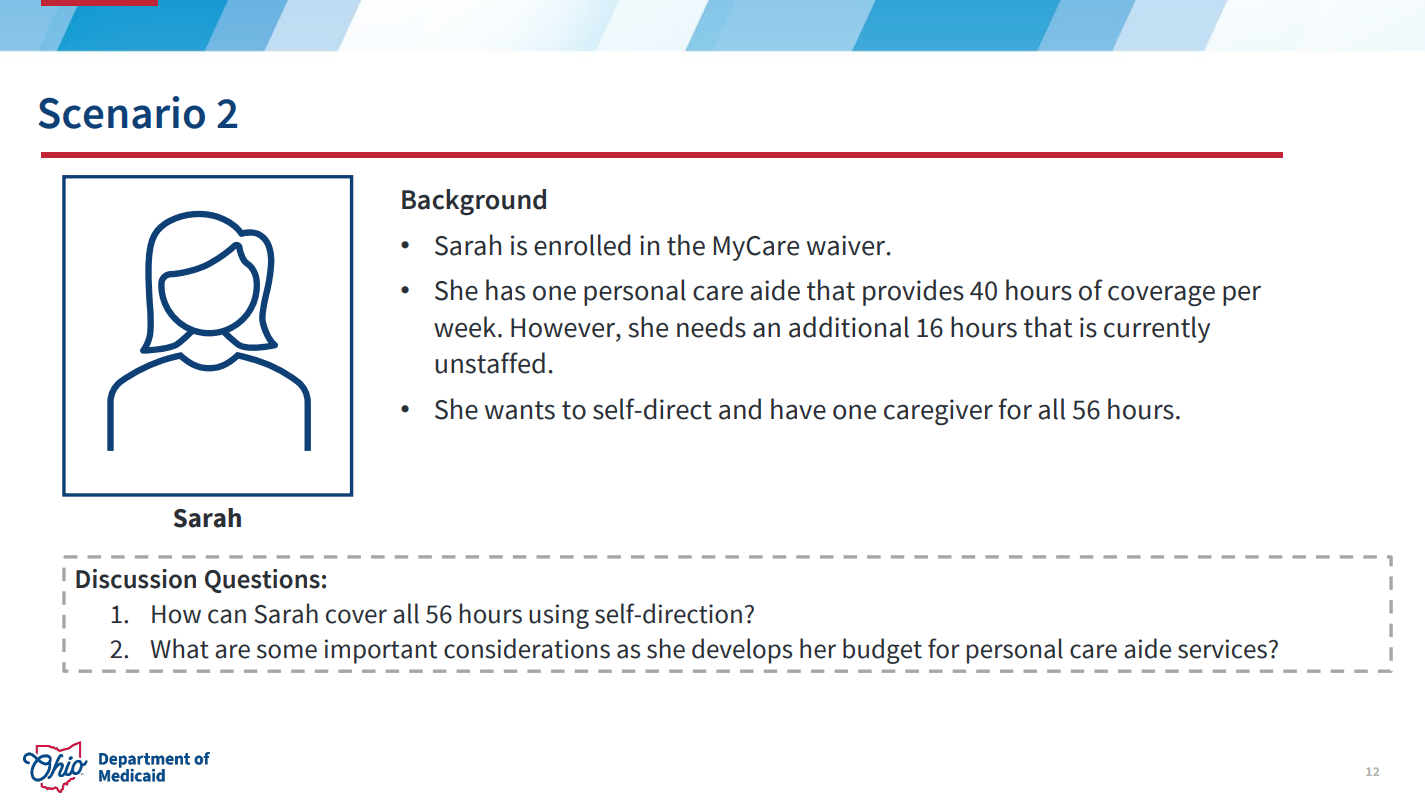 Scenario 2
Background
• Sarah is enrolled in the MyCare waiver.
• She has one personal care aide that provides 40 hours of coverage per
week. However, she needs an additional 16 hours that is currently
unstaffed.
• She wants to self-direct and have one caregiver for all 56 hours.
Sarah
Discussion Questions:
1. How can Sarah cover all 56 hours using self-direction?
2. What are some important considerations as she develops her budget for personal care aide services?
Ohio
Department of
Medicaid
12